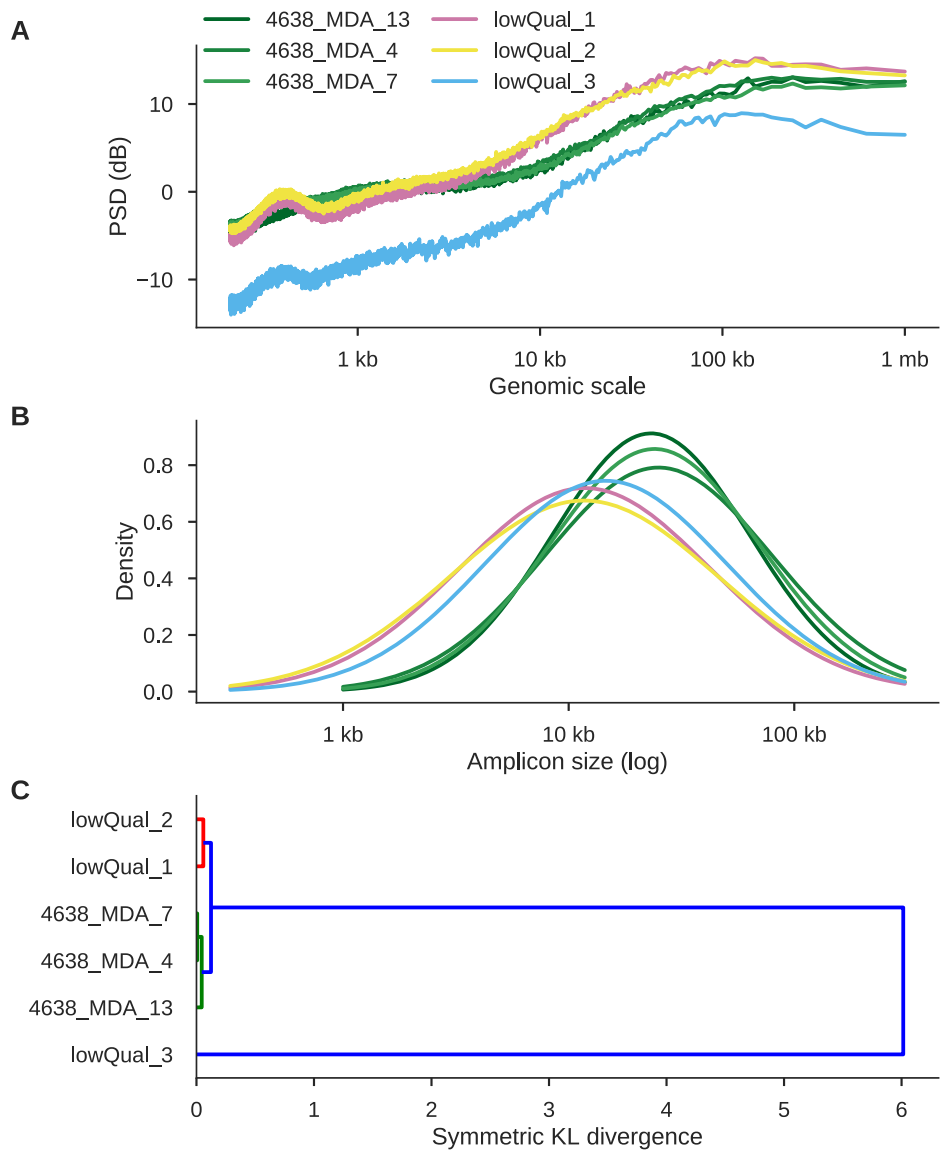 A
4638_MDA_13 lowQual_1
4638_MDA_4 lowQual_2
4638_MDA_7 lowQual_3
10
0
−10
PSD (dB)
1 kb 10 kb 100 kb 1 mb
Genomic scale
B
0.8
0.6
0.4
0.2
0.0
Density
1 kb 10 kb 100 kb
Amplicon size (log)
C
lowQual_2
lowQual_1
4638_MDA_7
4638_MDA_4
4638_MDA_13
lowQual_3
0 1 2 3 4 5 6
Symmetric KL divergence